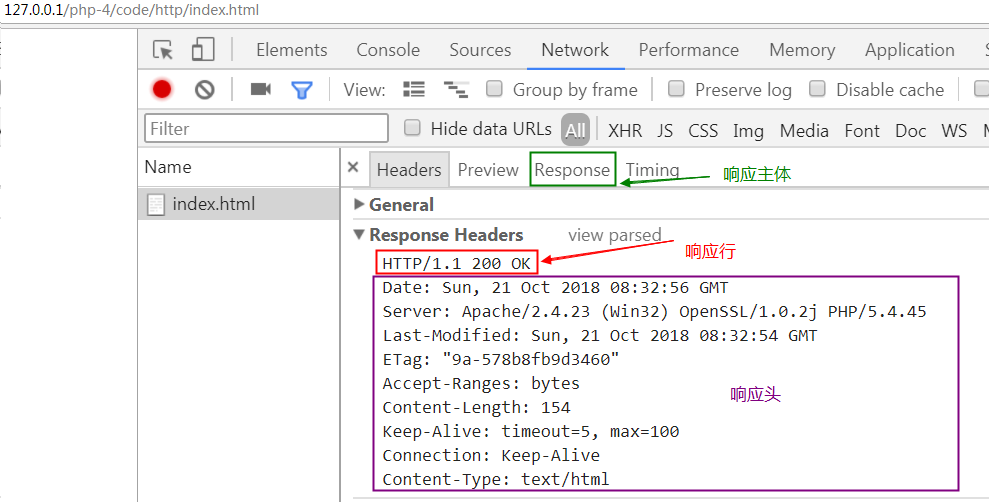 127.0.0.1/php-4/code/http/index.html
Elements Console Sources Network Performance Memory Application
View: Group by frame Preserve log Disable cache
Filter Hide data URLs All XHR JS CSS Img Media Font Doc WS
Name Headers Preview Response Timing 响应主体
index.html General
Response Headers view parsed 响应行
HTTP/1.1 200 OK
Date: Sun, 21 Oct 2018 08:32:56 GMT
Server: Apache/2.4.23 (Win32) OpenSSL/1.0.2j PHP/5.4.45
Last-Modified: Sun, 21 Oct 2018 08:32:54 GMT
ETag: "9a-578b8fb9d3460"
Accept-Ranges: bytes
响应头
Content-Length: 154
Keep-Alive: timeout=5, max=100
Connection: Keep-Alive
Content-Type: text/html